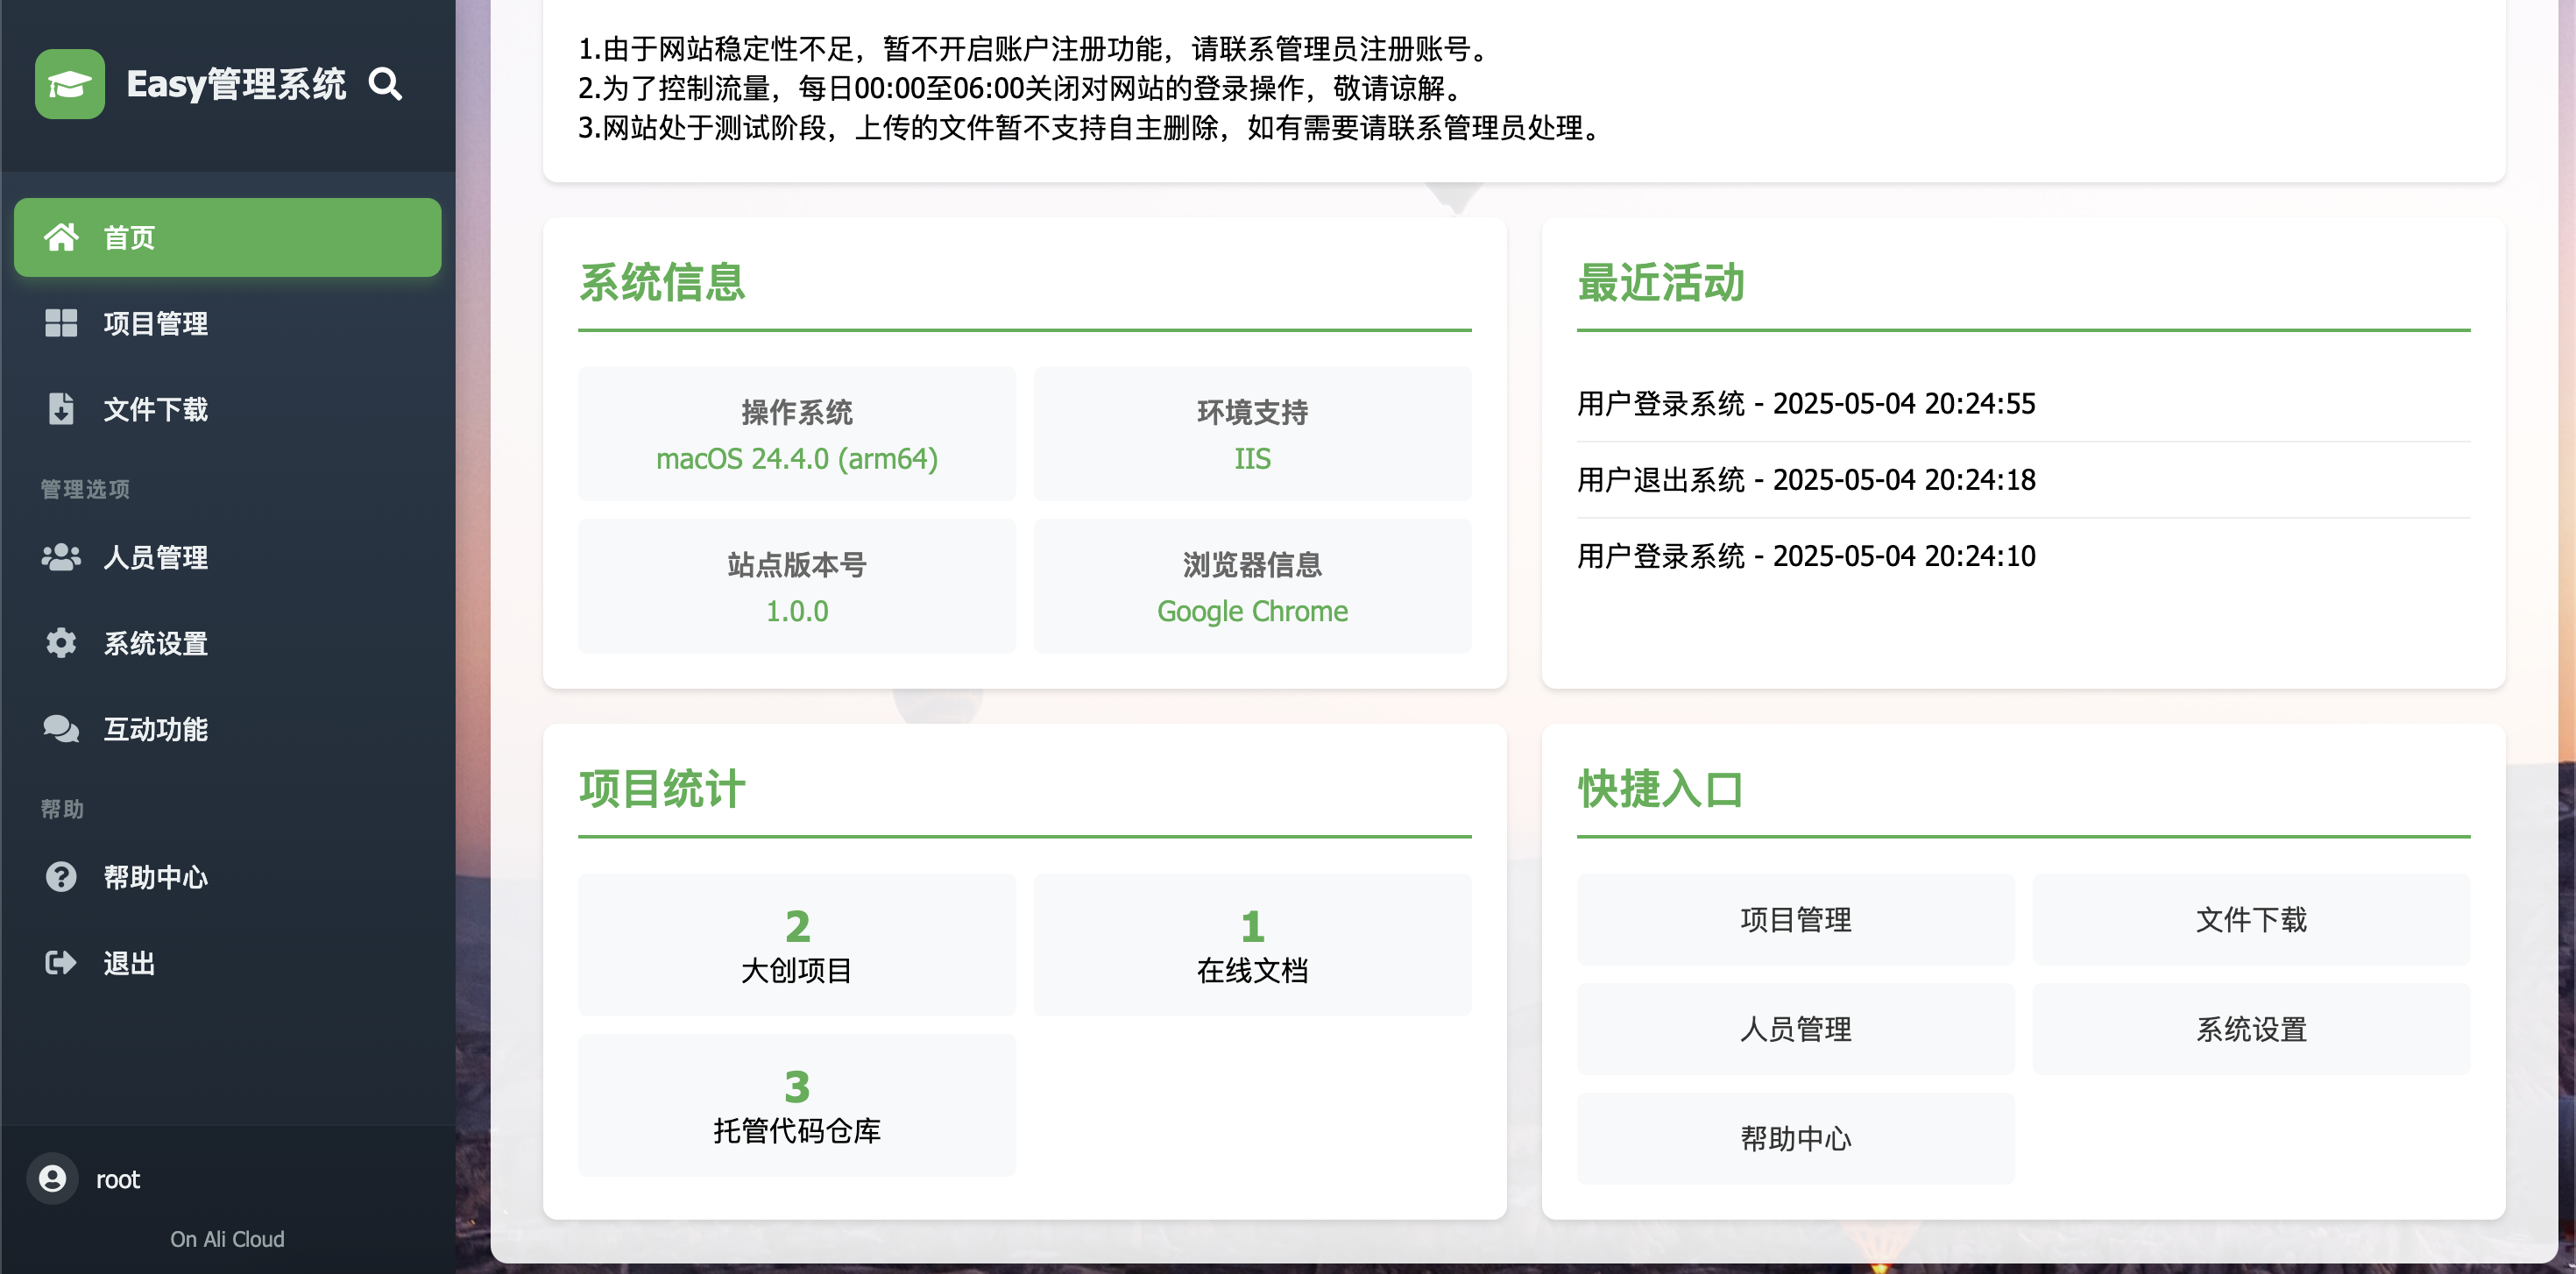 Easy管理系统
首页
项目管理
文件下载
管理选项
人员管理
系统设置
互动功能
帮助
帮助中心
退出
root
On Ali Cloud
1.由于网站稳定性不足，暂不开启账户注册功能，请联系管理员注册账号。
2.为了控制流量，每日00:00至06:00关闭对网站的登录操作，敬请谅解。
3.网站处于测试阶段，上传的文件暂不支持自主删除，如有需要请联系管理员处理。
系统信息
操作系统
macOS 24.4.0 (arm64)
环境支持
IIS
站点版本号
1.0.0
浏览器信息
Google Chrome
最近活动
用户登录系统 - 2025-05-04 20:24:55
用户退出系统 - 2025-05-04 20:24:18
用户登录系统 - 2025-05-04 20:24:10
项目统计
2
大创项目
1
在线文档
3
托管代码仓库
快捷入口
项目管理
文件下载
人员管理
系统设置
帮助中心